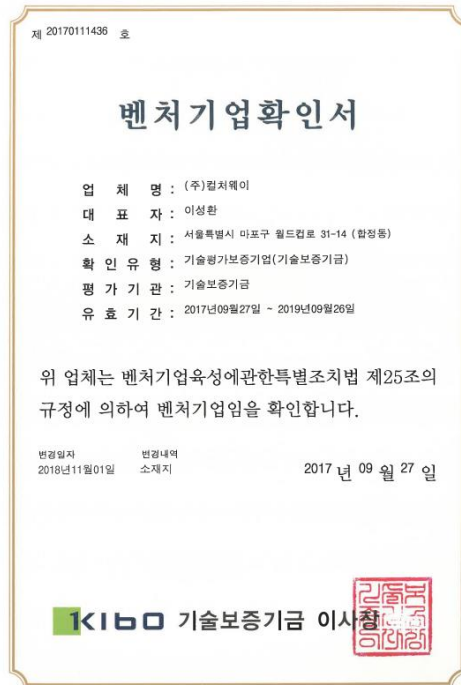 제 20170111436 호
벤처기업확인서
업 체 명 : (주)컬처웨이
대 표 자 : 이성환
소 재 지 : 서울특별시 마포구 월드컵로 31-14 (합정동)
확 인 유 형 : 기술평가보증기업(기술보증기금)
평 가 기 관 : 기술보증기금
유 효 기 간 : 2017년09월27일 ~ 2019년09월26일
위 업체는 벤처기업육성에관한특별조치법 제25조의
규정에 의하여 벤처기업임을 확인합니다.
변경일자 변경내역
2018년11월01일 소재지
2017 년 09 월 27 일
KIBO 기술보증기금 이사장